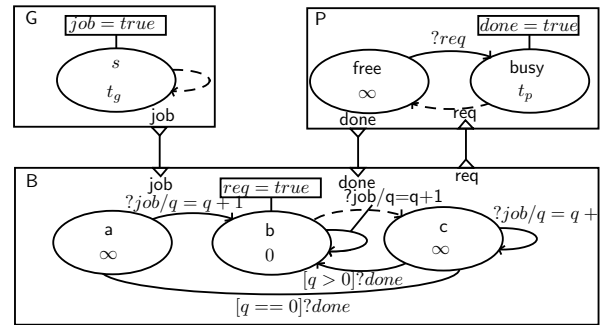 G
job = true
s
t_g
job
P
done = true
?req
free
∞
busy
t_p
done
req
B
job
done
req
req = true
?job/q = q + 1
?job/q=q+1
?job/q = q +
a
∞
b
0
c
∞
[q > 0]?done
[q == 0]?done